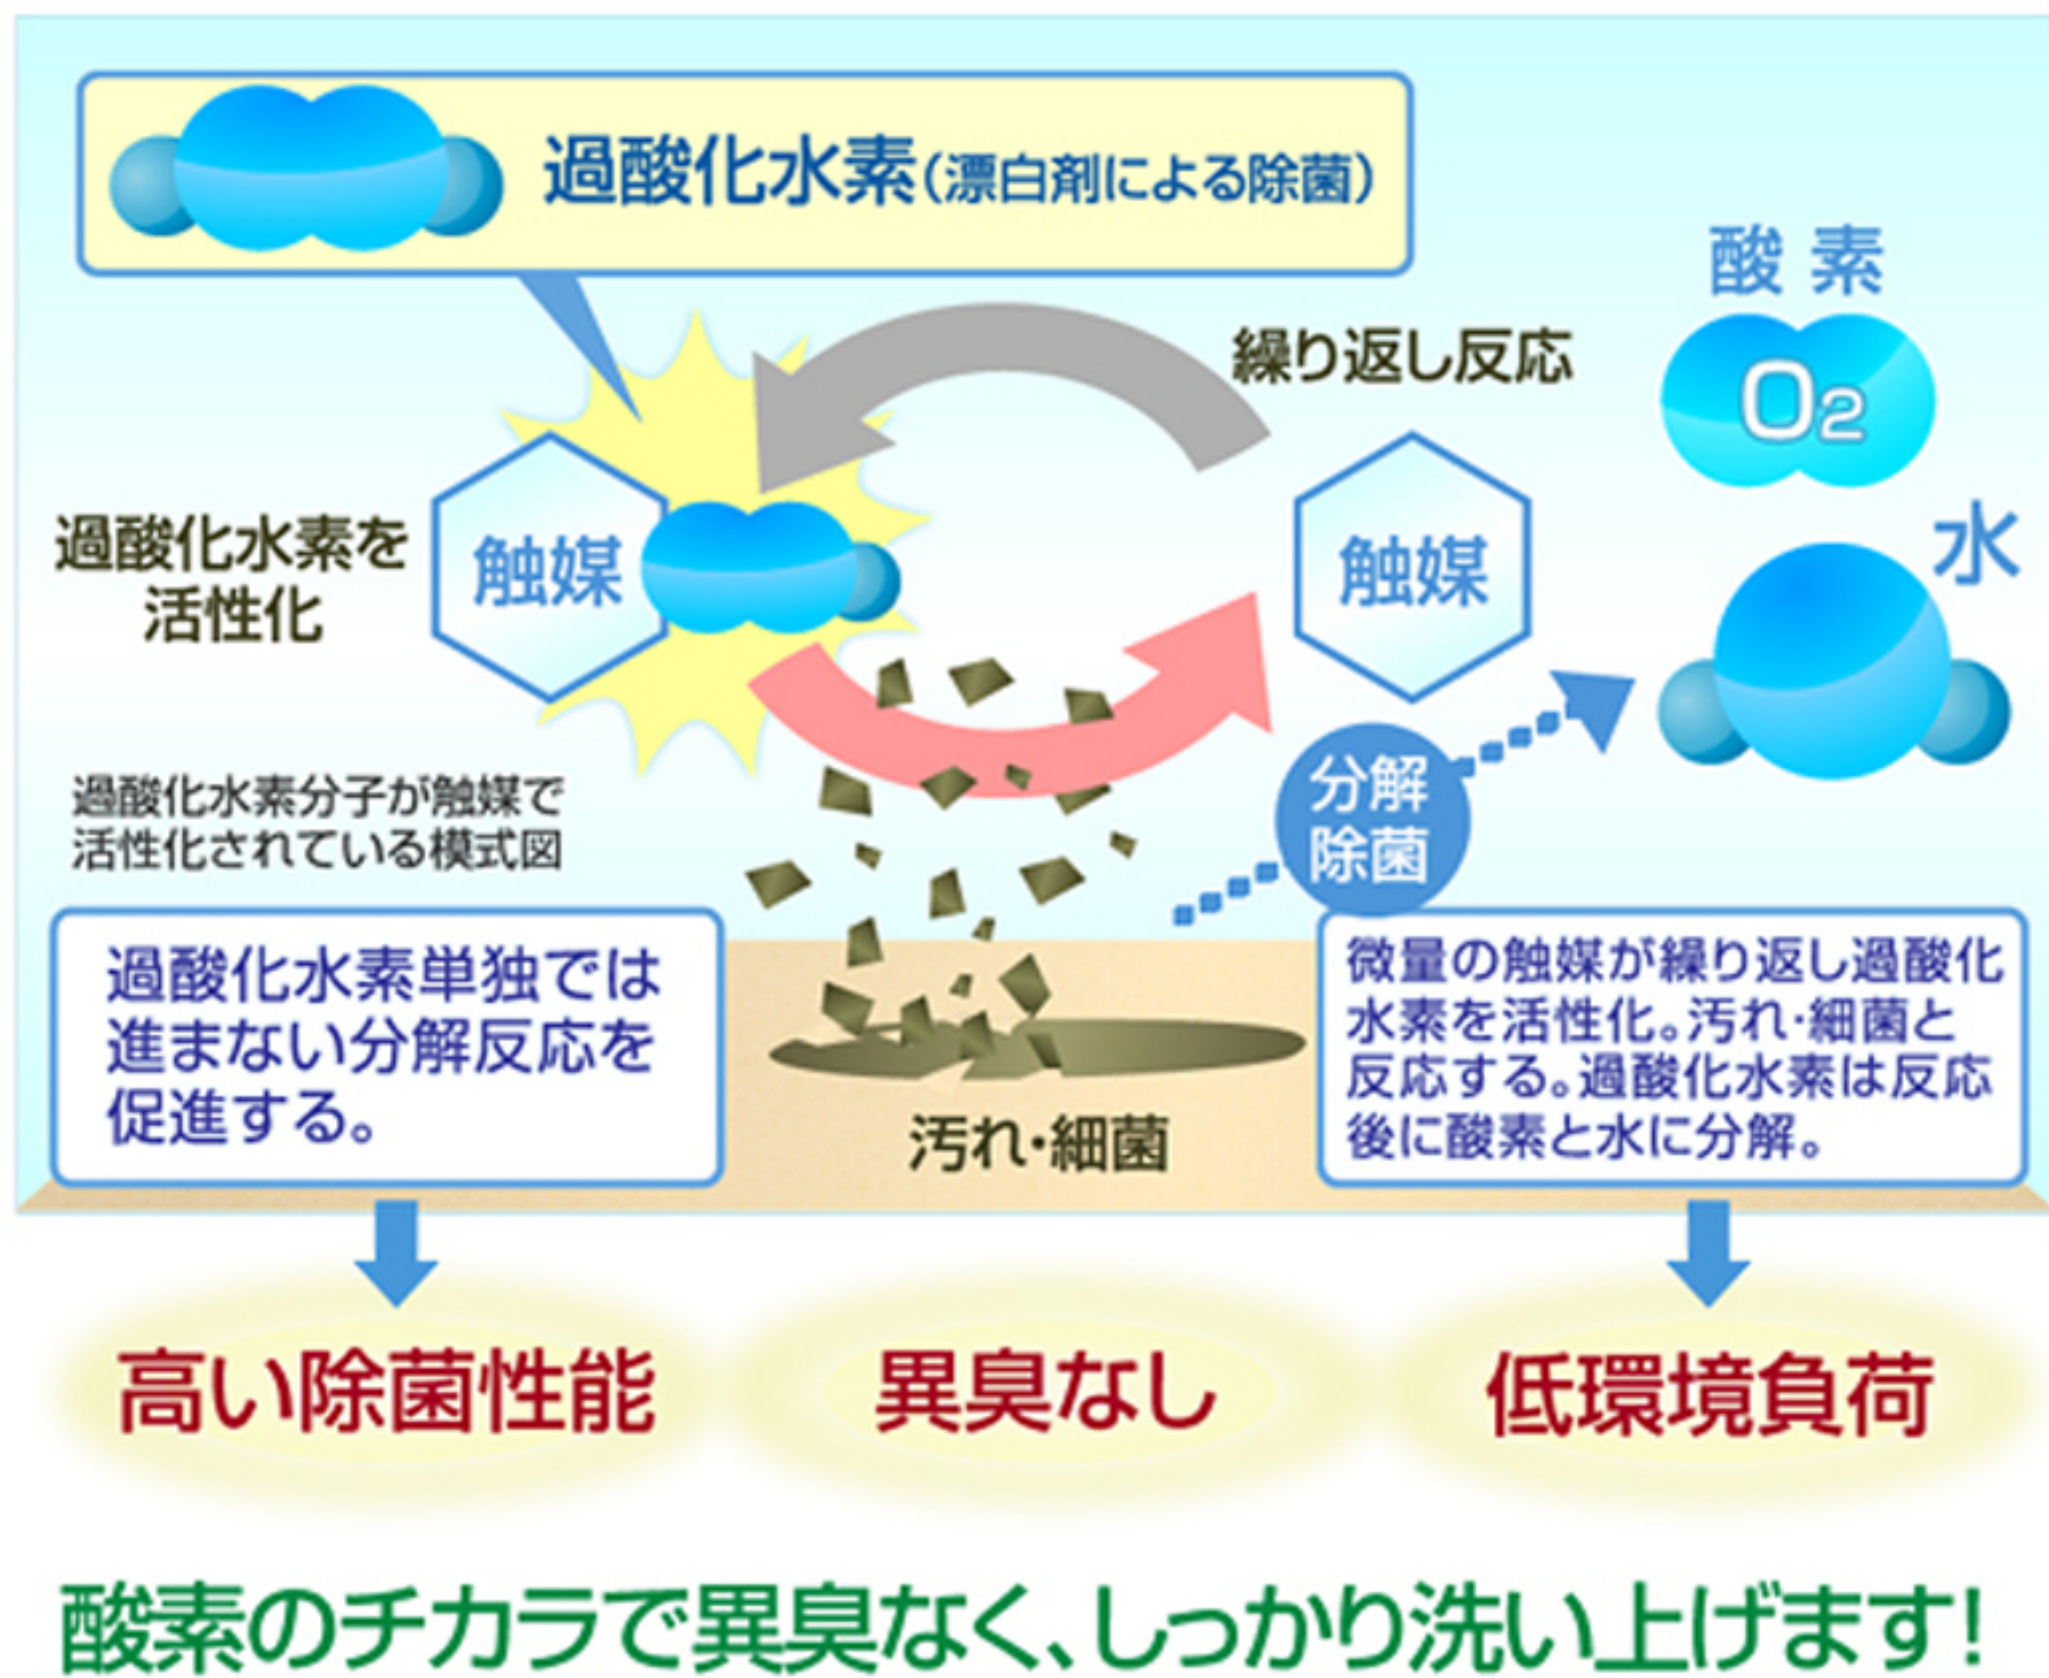 過酸化水素(漂白剤による除菌)
酸素
O2
繰り返し反応
水
過酸化水素を
活性化
触媒
触媒
過酸化水素分子が触媒で
活性化されている模式図
分解
除菌
過酸化水素単独では
進まない分解反応を
促進する。
汚れ・細菌
微量の触媒が繰り返し過酸化
水素を活性化。汚れ・細菌と
反応する。過酸化水素は反応
後に酸素と水に分解。
高い除菌性能
異臭なし
低環境負荷
酸素のチカラで異臭なく、しっかり洗い上げます!